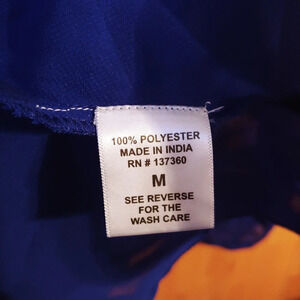 100% POLYESTER
MADE IN INDIA
RN # 137360
M
SEE REVERSE
FOR THE
WASH CARE